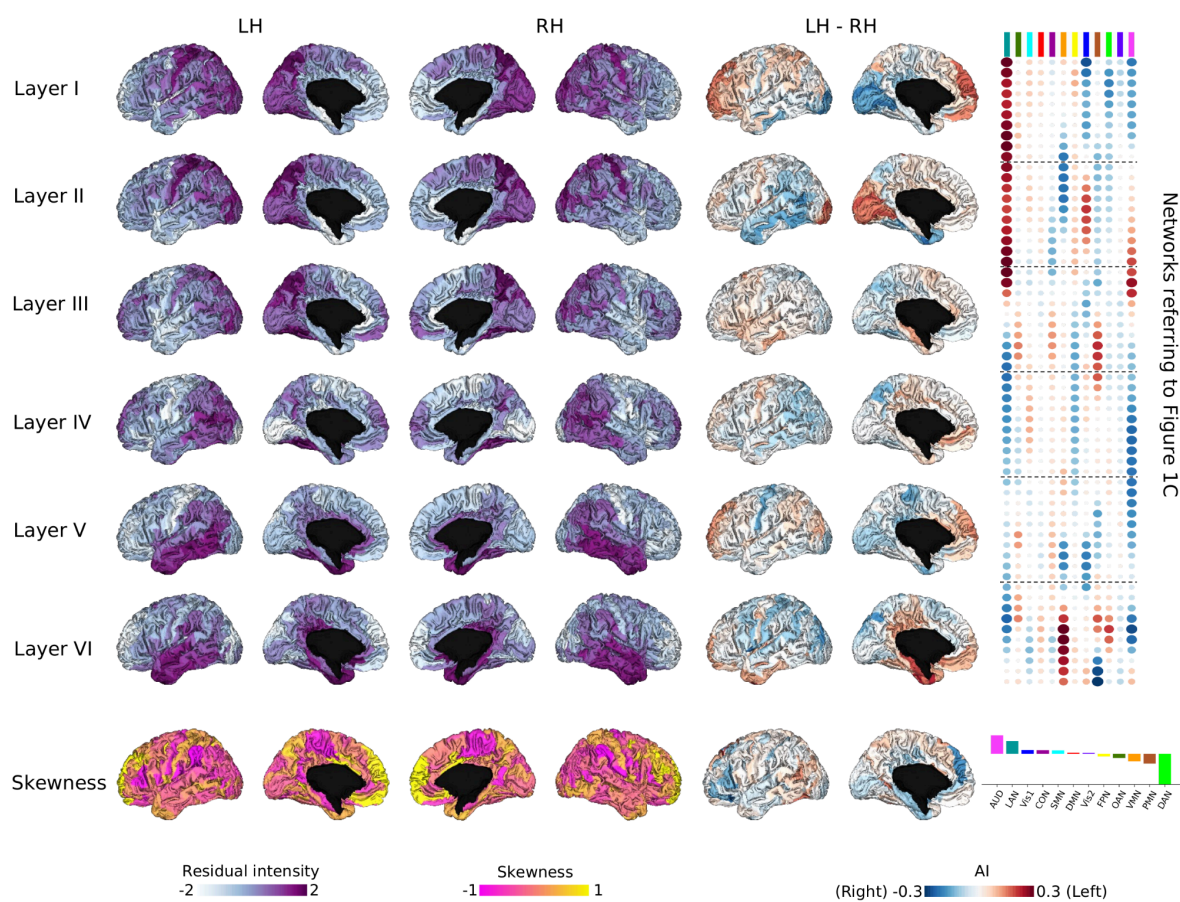 LH RH LH - RH
Layer I
Layer II
Layer III
Layer IV
Layer V
Layer VI
Networks referring to Figure 1C
Skewness
AUD LAN Vis1 CON SMN DMN Vis2 FPN OAN VMN PMN DAN
Residual intensity
-2 2
Skewness
-1 1
AI
(Right) -0.3 0.3 (Left)